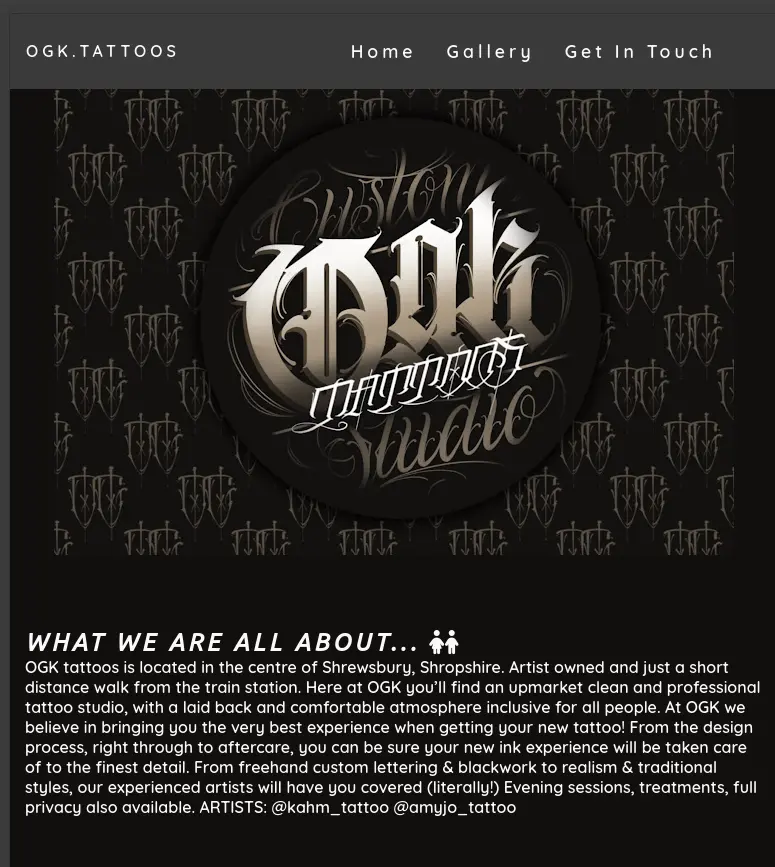 OGK.TATTOOS
Home Gallery Get In Touch
Custom
Ogk
TATTOOS
Studio
WHAT WE ARE ALL ABOUT...
OGK tattoos is located in the centre of Shrewsbury, Shropshire. Artist owned and just a short
distance walk from the train station. Here at OGK you’ll find an upmarket clean and professional
tattoo studio, with a laid back and comfortable atmosphere inclusive for all people. At OGK we
believe in bringing you the very best experience when getting your new tattoo! From the design
process, right through to aftercare, you can be sure your new ink experience will be taken care
of to the finest detail. From freehand custom lettering & blackwork to realism & traditional
styles, our experienced artists will have you covered (literally!) Evening sessions, treatments, full
privacy also available. ARTISTS: @kahm_tattoo @amyjo_tattoo